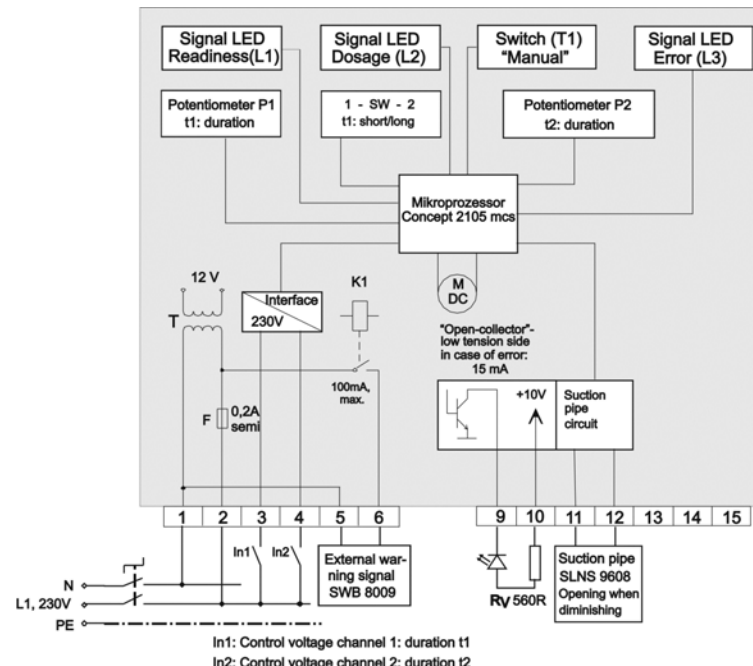 Signal LED
Readiness(L1)
Signal LED
Dosage (L2)
Switch (T1)
“Manual”
Signal LED
Error (L3)
Potentiometer P1
t1: duration
1 - SW - 2
t1: short/long
Potentiometer P2
t2: duration
Mikroprozessor
Concept 2105 mcs
12 V
T
Interface
230V
K1
M
DC
"Open-collector"-
low tension side
in case of error:
15 mA
100mA,
max.
F
0,2A
semi
+10V
Suction
pipe
circuit
1 2 3 4 5 6
9 10 11 12 13 14 15
In1
In2
External war-
ning signal
SWB 8009
RV 560R
Suction pipe
SLNS 9608
Opening when
diminishing
N
L1, 230V
PE
In1: Control voltage channel 1: duration t1
In2: Control voltage channel 2: duration t2